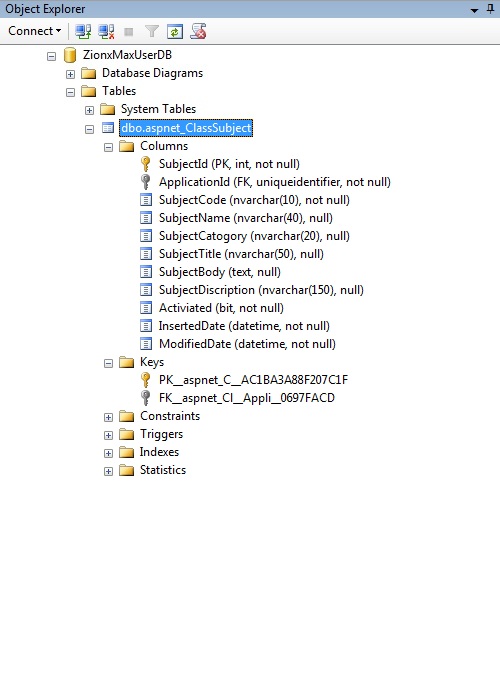 Object Explorer
Connect
ZionxMaxUserDB
Database Diagrams
Tables
System Tables
dbo.aspnet_ClassSubject
Columns
SubjectId (PK, int, not null)
ApplicationId (FK, uniqueidentifier, not null)
SubjectCode (nvarchar(10), not null)
SubjectName (nvarchar(40), null)
SubjectCatogory (nvarchar(20), null)
SubjectTitle (nvarchar(50), null)
SubjectBody (text, null)
SubjectDiscription (nvarchar(150), null)
Activiated (bit, not null)
InsertedDate (datetime, not null)
ModifiedDate (datetime, not null)
Keys
PK__aspnet_C__AC1BA3A88F207C1F
FK__aspnet_Cl__Appli__0697FACD
Constraints
Triggers
Indexes
Statistics